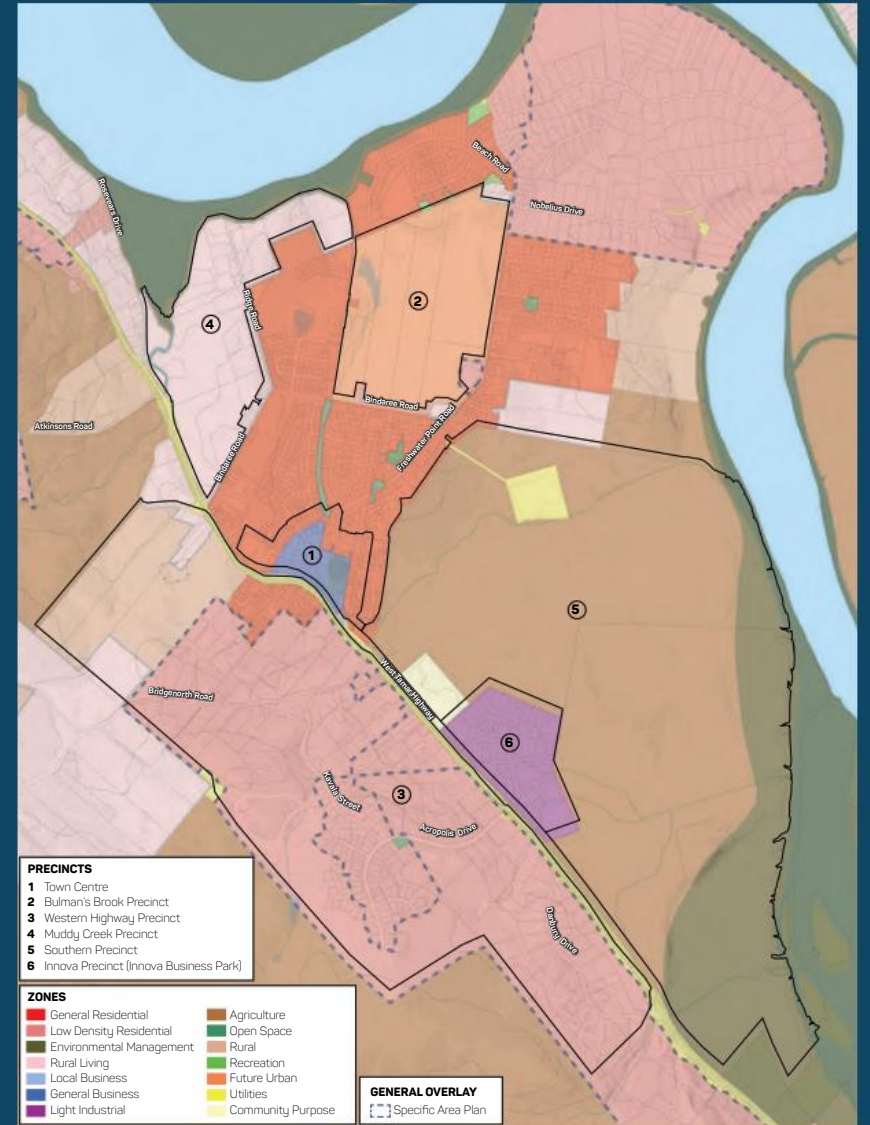 Beach Road
Rosevears Drive
Nobelius Drive
2
4
Ridge Road
Bindaree Road
Atkinsons Road
Freshwater Point Road
Bindaree Road
1
5
West Tamar Highway
Bridgenorth Road
6
Kavala Street
3
Acropolis Drive
Danbury Drive
PRECINCTS
1 Town Centre
2 Bulman's Brook Precinct
3 Western Highway Precinct
4 Muddy Creek Precinct
5 Southern Precinct
6 Innova Precinct (Innova Business Park)
ZONES
General Residential
Low Density Residential
Environmental Management
Rural Living
Local Business
General Business
Light Industrial
Agriculture
Open Space
Rural
Recreation
Future Urban
Utilities
Community Purpose
GENERAL OVERLAY
Specific Area Plan